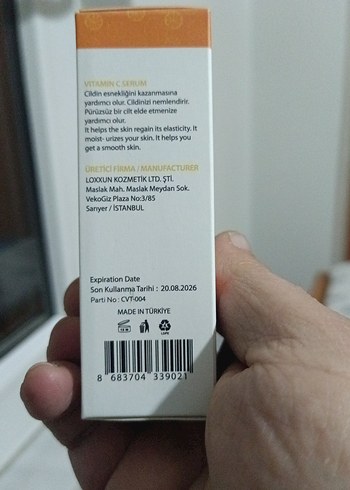 VITAMIN C SERUM
Cildin esnekliğini kazanmasına
yardımcı olur. Cildinizi nemlendirir.
Pürüzsüz bir cilt elde etmenize
yardımcı olur.
It helps the skin regain its elasticity. It
moist- urizes your skin. It helps you
get a smooth skin.
ÜRETİCİ FİRMA / MANUFACTURER
LOXXUN KOZMETİK LTD. ŞTİ.
Maslak Mah. Maslak Meydan Sok.
VekoGiz Plaza No:3/85
Sarıyer / İSTANBUL
Expiration Date
Son Kullanma Tarihi : 20.08.2026
Parti No : CVT-004
MADE IN TÜRKİYE
8 683704 339021